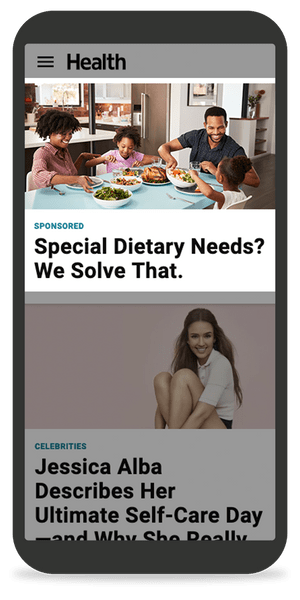 Health
SPONSORED
Special Dietary Needs?
We Solve That.
CELEBRITIES
Jessica Alba
Describes Her
Ultimate Self-Care Day
—and Why She Really